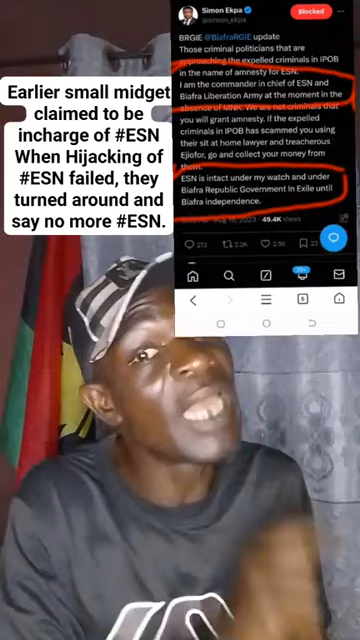 Simon Ekpa
@simon_ekpa
Blocked
BRGIE @BiafraRGIE update
Those criminal politicians that are
approaching the expelled criminals in IPOB
in the name of amnesty for ESN.
I am the commander in chief of ESN and
Biafra Liberation Army at the moment in the
absence of MNK. We are not criminals that
you will grant amnesty. If the expelled
criminals in IPOB has scammed you using
their sit at home lawyer and treacherous
Ejiofor, go and collect your money from
them.
ESN is intact under my watch and under
Biafra Republic Government In Exile until
Biafra independence.
49.4K Views
273
2.2K
2.8K
23
20+
Earlier small midget
claimed to be
incharge of #ESN
When Hijacking of
#ESN failed, they
turned around and
say no more #ESN.